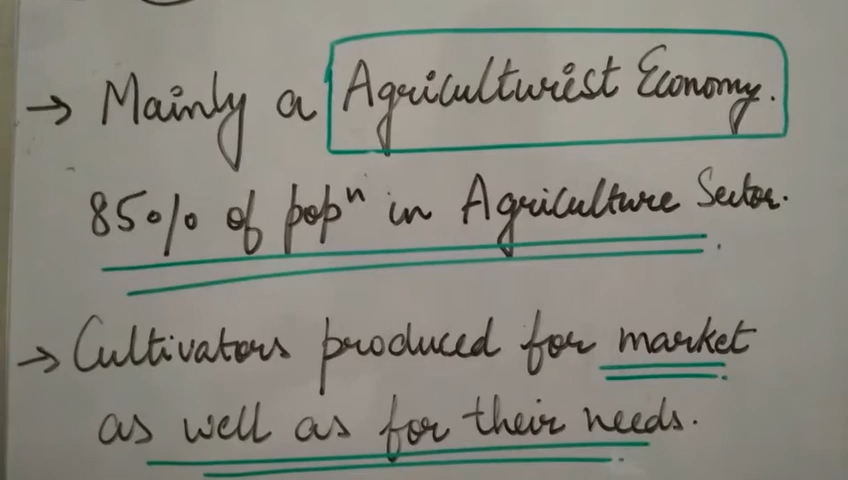 → Mainly a Agriculturist Economy.
85% of popⁿ in Agriculture Sector.
→ Cultivators produced for market
as well as for their needs.